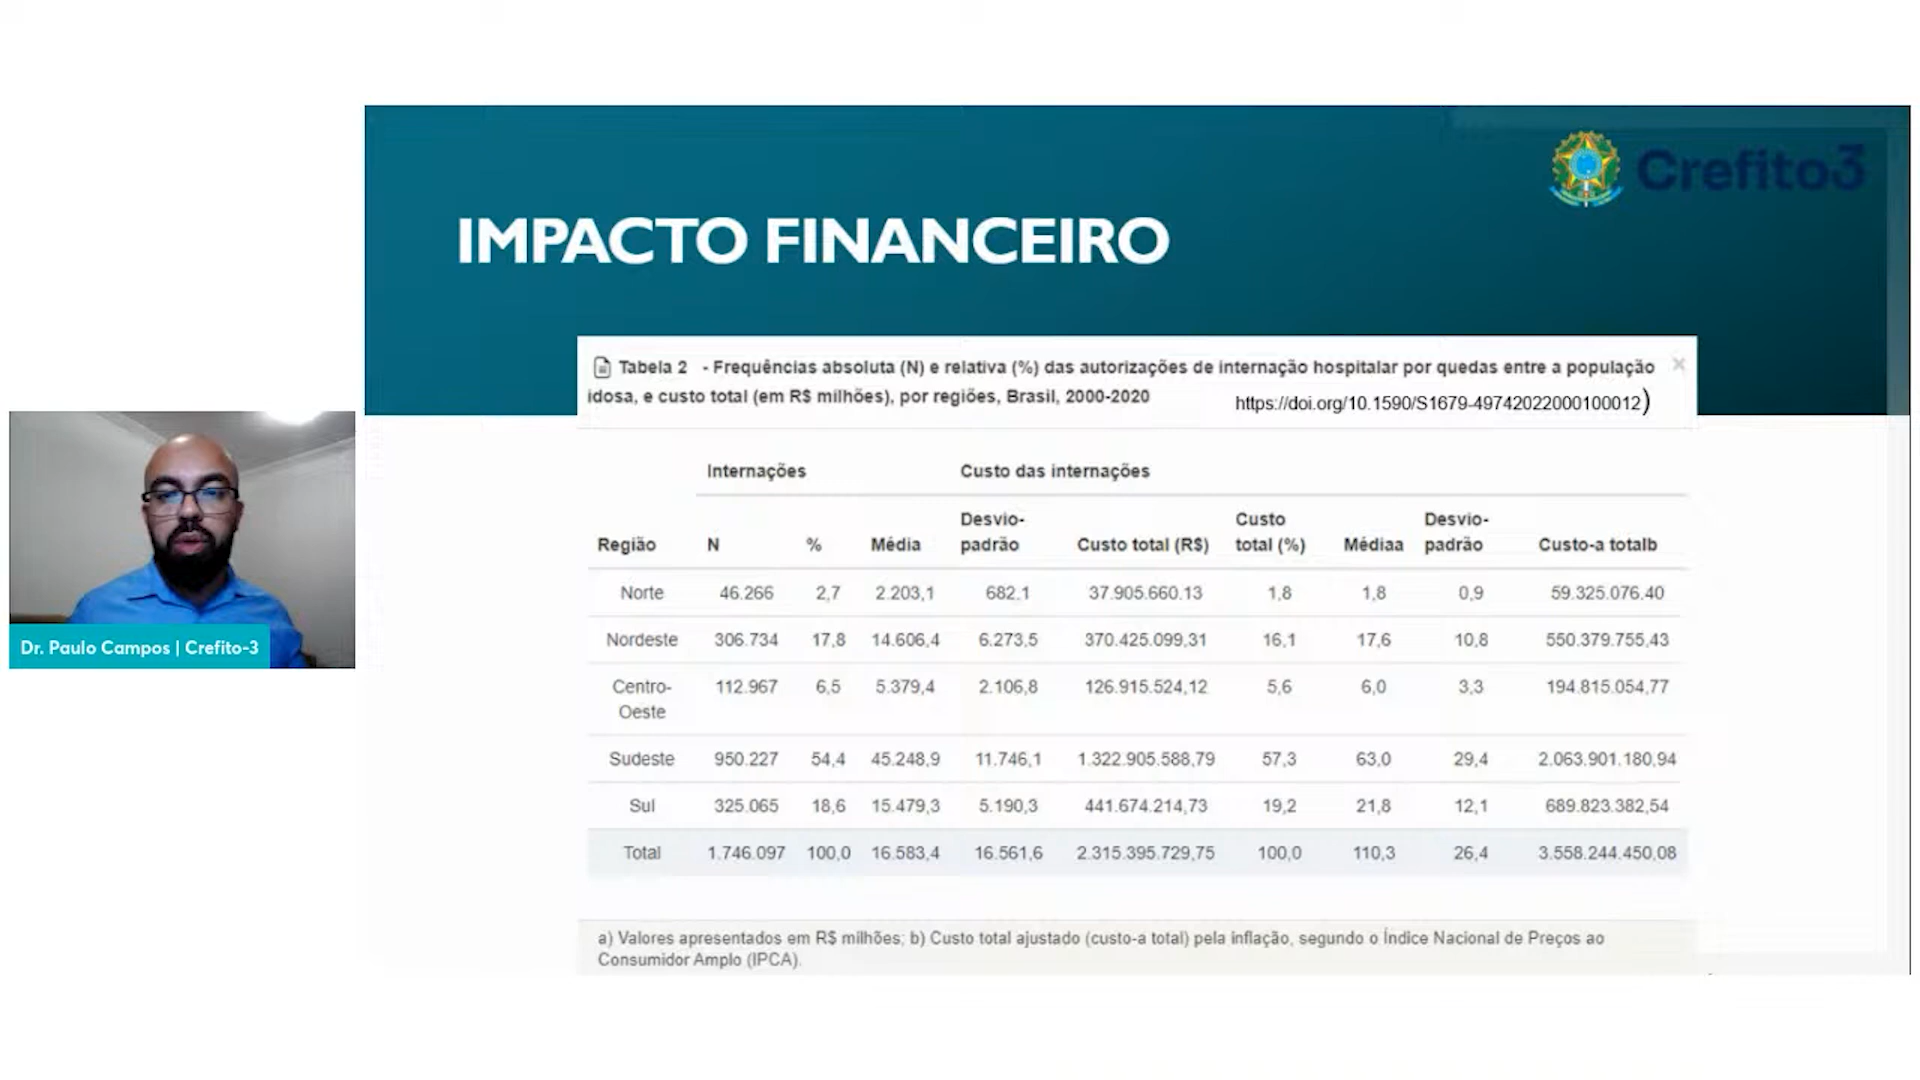 Crefito3
IMPACTO FINANCEIRO
Tabela 2 - Frequências absoluta (N) e relativa (%) das autorizações de internação hospitalar por quedas entre a população
idosa, e custo total (em R$ milhões), por regiões, Brasil, 2000-2020
https://doi.org/10.1590/S1679-49742022000100012)
Internações Custo das internações
Região N % Média Desvio-padrão Custo total (R$) Custo total (%) Médiaa Desvio-padrão Custo-a totalb
Norte 46.266 2,7 2.203,1 682.1 37.905.660.13 1,8 1,8 0,9 59.325.076.40
Nordeste 306.734 17,8 14.606,4 6.273,5 370.425.099,31 16,1 17,6 10,8 550.379.755,43
Centro-
Oeste 112.967 6,5 5.379,4 2.106,8 126.915.524,12 5,6 6,0 3,3 194.815.054,77
Sudeste 950.227 54,4 45.248,9 11.746,1 1.322.905.588,79 57,3 63,0 29,4 2.063.901.180,94
Sul 325.065 18,6 15.479,3 5.190,3 441.674.214,73 19,2 21,8 12,1 689.823.382,54
Total 1.746.097 100,0 16.583,4 16.561,6 2.315.395.729,75 100,0 110,3 26,4 3.558.244.450,08
a) Valores apresentados em R$ milhões; b) Custo total ajustado (custo-a total) pela inflação, segundo o Índice Nacional de Preços ao
Consumidor Amplo (IPCA).
Dr. Paulo Campos | Crefito-3